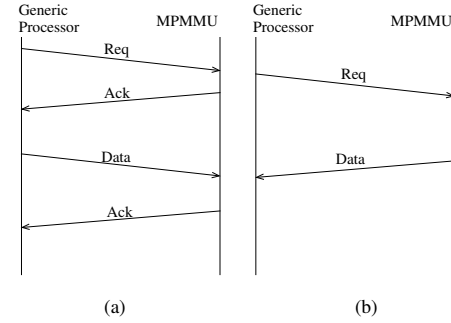 Generic
Processor
MPMMU
Req
Ack
Data
Ack
(a)
Generic
Processor
MPMMU
Req
Data
(b)